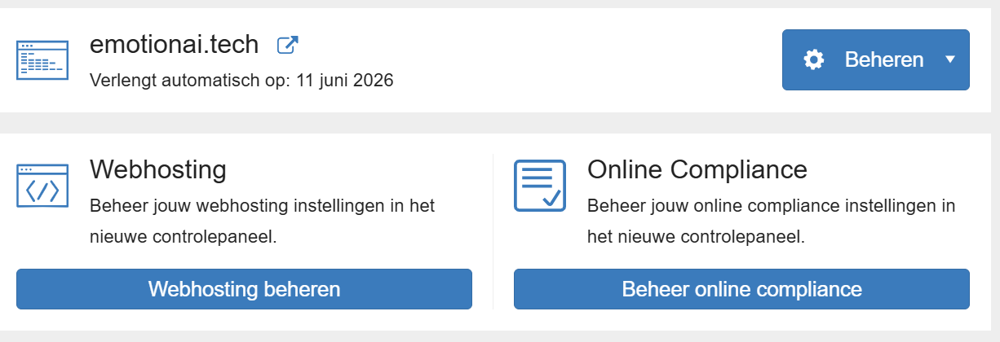 emotionai.tech
Verlengt automatisch op: 11 juni 2026
Beheren
Webhosting
Beheer jouw webhosting instellingen in het
nieuwe controlepaneel.
Webhosting beheren
Online Compliance
Beheer jouw online compliance instellingen in
het nieuwe controlepaneel.
Beheer online compliance